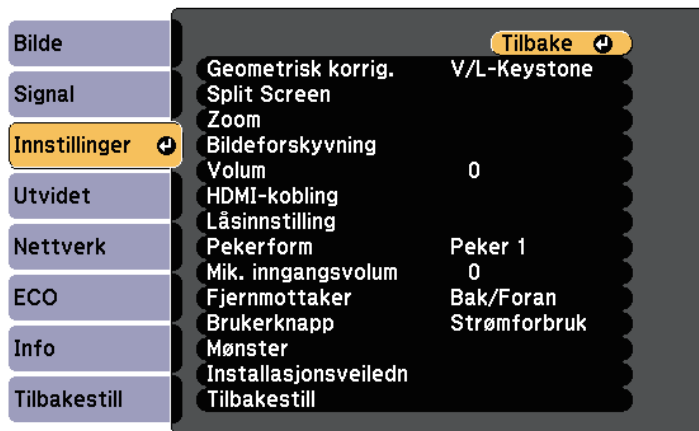 Bilde
Signal
Innstillinger
Utvidet
Nettverk
ECO
Info
Tilbakestill
Tilbake
Geometrisk korrig. V/L-Keystone
Split Screen
Zoom
Bildeforskyvning
Volum 0
HDMI-kobling
Låsinnstilling
Pekerform Peker 1
Mik. inngangsvolum 0
Fjernmottaker Bak/Foran
Brukerknapp Strømforbruk
Mønster
Installasjonsveiledn
Tilbakestill